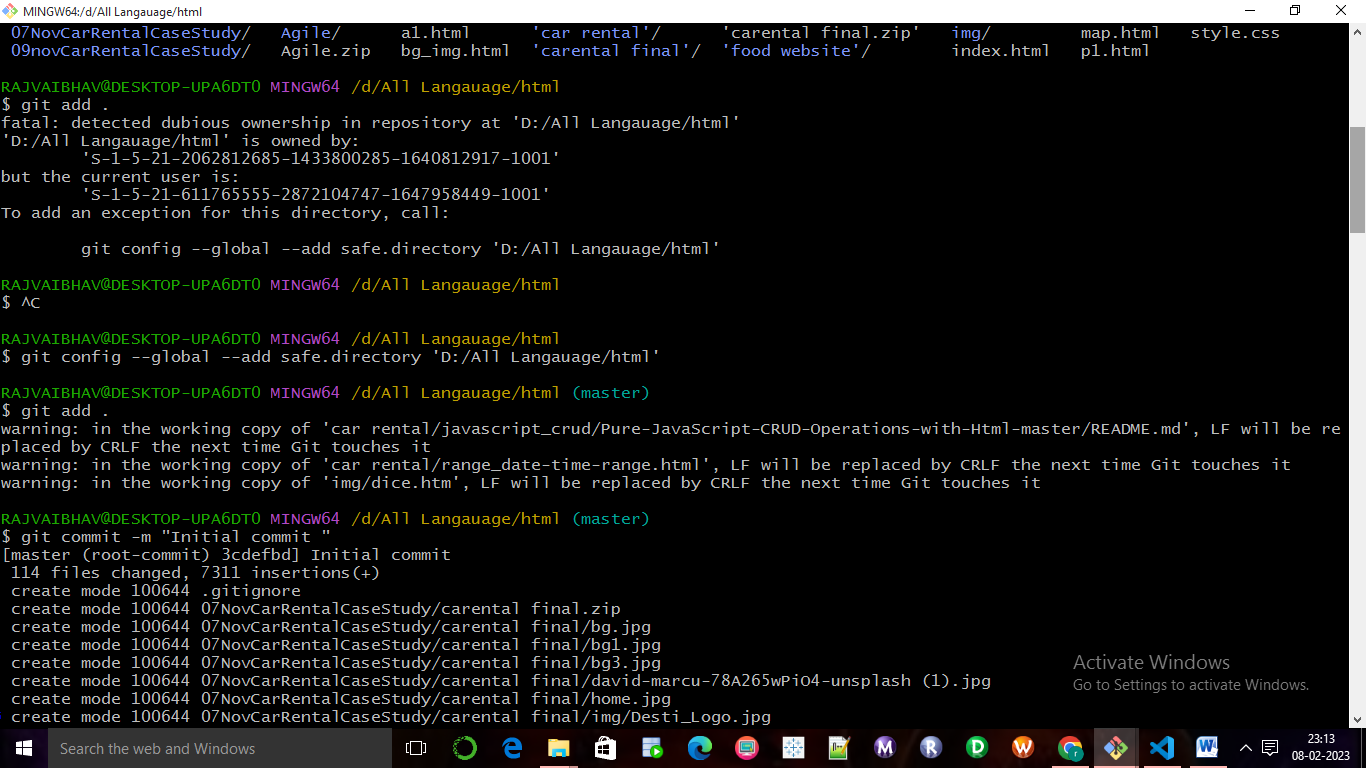 MINGW64:/d/All Langauage/html
07NovCarRentalCaseStudy/ Agile/ a1.html 'car rental'/ 'carental final.zip' img/ map.html style.css
09novCarRentalCaseStudy/ Agile.zip bg_img.html 'carental final'/ 'food website'/ index.html p1.html
RAJVAIBHAV@DESKTOP-UPA6DTO MINGW64 /d/All Langauage/html
$ git add .
fatal: detected dubious ownership in repository at 'D:/All Langauage/html'
'D:/All Langauage/html' is owned by:
'S-1-5-21-2062812685-1433800285-1640812917-1001'
but the current user is:
'S-1-5-21-611765555-2872104747-1647958449-1001'
To add an exception for this directory, call:
git config --global --add safe.directory 'D:/All Langauage/html'
RAJVAIBHAV@DESKTOP-UPA6DTO MINGW64 /d/All Langauage/html
$ ^C
RAJVAIBHAV@DESKTOP-UPA6DTO MINGW64 /d/All Langauage/html
$ git config --global --add safe.directory 'D:/All Langauage/html'
RAJVAIBHAV@DESKTOP-UPA6DTO MINGW64 /d/All Langauage/html (master)
$ git add .
warning: in the working copy of 'car rental/javascript_crud/Pure-JavaScript-CRUD-Operations-with-Html-master/README.md', LF will be re
placed by CRLF the next time Git touches it
warning: in the working copy of 'car rental/range_date-time-range.html', LF will be replaced by CRLF the next time Git touches it
warning: in the working copy of 'img/dice.htm', LF will be replaced by CRLF the next time Git touches it
RAJVAIBHAV@DESKTOP-UPA6DTO MINGW64 /d/All Langauage/html (master)
$ git commit -m "Initial commit "
[master (root-commit) 3cdefbd] Initial commit
114 files changed, 7311 insertions(+)
create mode 100644 .gitignore
create mode 100644 07NovCarRentalCaseStudy/carental final.zip
create mode 100644 07NovCarRentalCaseStudy/carental final/bg.jpg
create mode 100644 07NovCarRentalCaseStudy/carental final/bg1.jpg
create mode 100644 07NovCarRentalCaseStudy/carental final/bg3.jpg
create mode 100644 07NovCarRentalCaseStudy/carental final/david-marcu-78A265wPiO4-unsplash (1).jpg
create mode 100644 07NovCarRentalCaseStudy/carental final/home.jpg
create mode 100644 07NovCarRentalCaseStudy/carental final/img/Desti_Logo.jpg
Activate Windows
Go to Settings to activate Windows.
Search the web and Windows
M R D W
23:13
08-02-2023